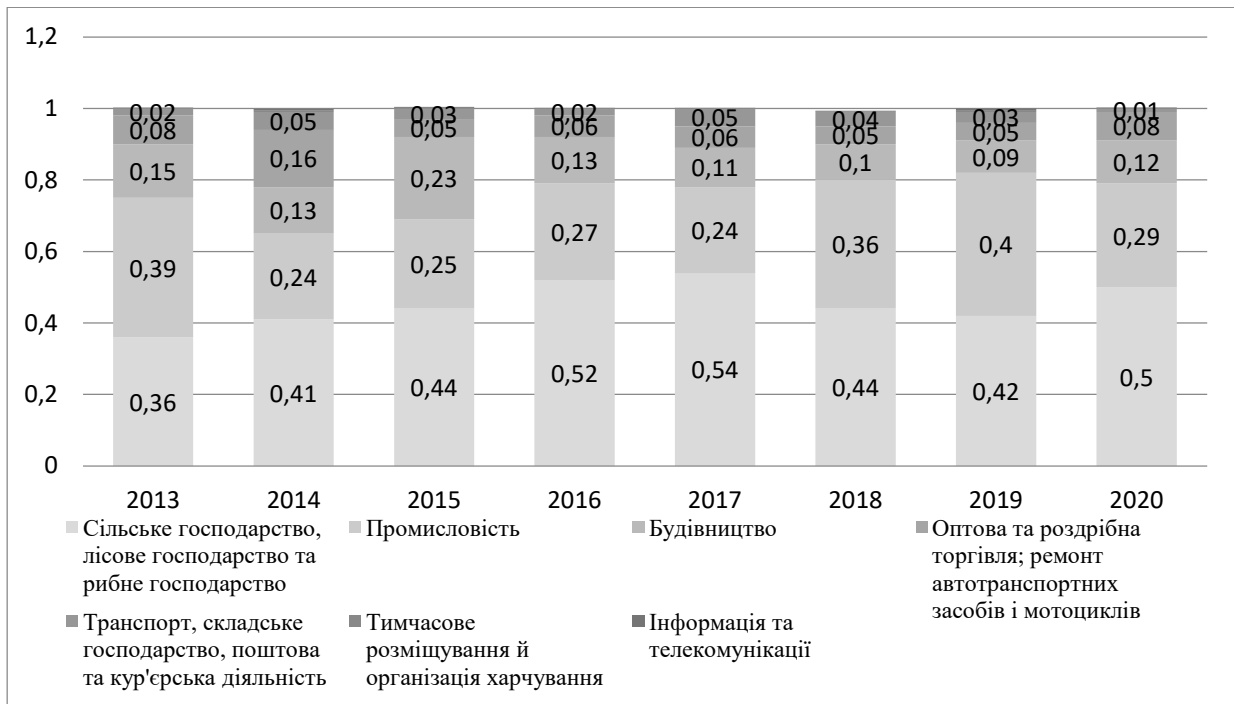 1,2
1
0,8
0,6
0,4
0,2
0
0,02 0,05 0,03 0,02 0,05 0,04 0,03 0,01
0,08 0,16 0,05 0,06 0,06 0,05 0,05 0,08
0,15 0,13 0,23 0,13 0,11 0,1 0,09 0,12
0,39 0,24 0,25 0,27 0,24 0,36 0,4 0,29
0,36 0,41 0,44 0,52 0,54 0,44 0,42 0,5
2013 2014 2015 2016 2017 2018 2019 2020
Сільське господарство,
лісове господарство та
рибне господарство
Промисловість
Будівництво
Оптова та роздрібна
торгівля; ремонт
автотранспортних
засобів і мотоциклів
Транспорт, складське
господарство, поштова
та кур'єрська діяльність
Тимчасове
розміщування й
організація харчування
Інформація та
телекомунікації